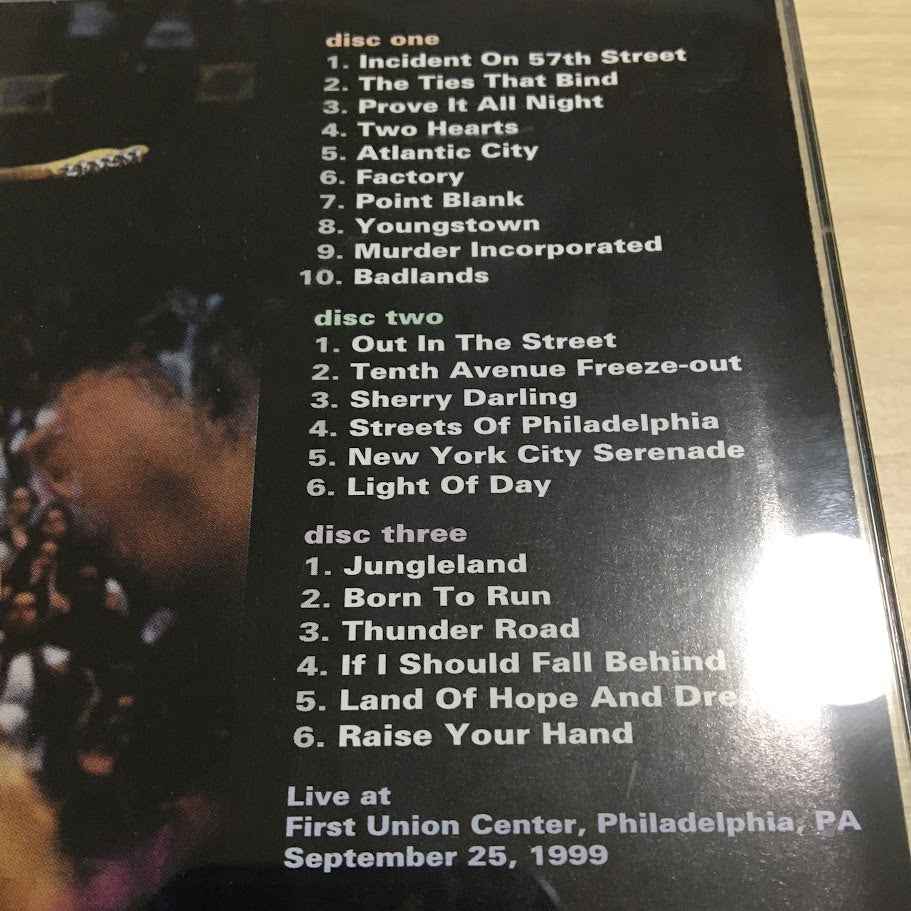 disc one
1. Incident On 57th Street
2. The Ties That Bind
3. Prove It All Night
4. Two Hearts
5. Atlantic City
6. Factory
7. Point Blank
8. Youngstown
9. Murder Incorporated
10. Badlands
disc two
1. Out In The Street
2. Tenth Avenue Freeze-out
3. Sherry Darling
4. Streets Of Philadelphia
5. New York City Serenade
6. Light Of Day
disc three
1. Jungleland
2. Born To Run
3. Thunder Road
4. If I Should Fall Behind
5. Land Of Hope And
6. Raise Your Hand
Live at
First Union Center, Philadelphia, PA
September 25, 1999